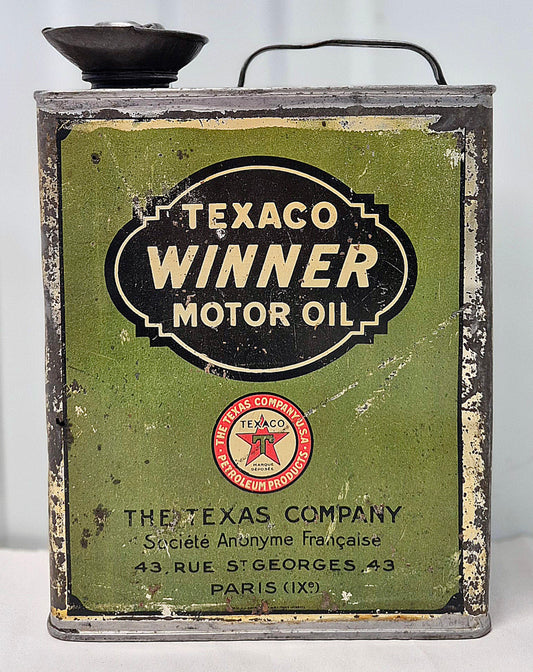 TEXACO
WINNER
MOTOR OIL
THE TEXAS COMPANY U.S.A
TEXACO
T
MARQUE
DÉPOSÉE
PETROLEUM PRODUCTS
THE TEXAS COMPANY
Société Anonyme Française
43, RUE ST GEORGES, 43
PARIS (IXe)